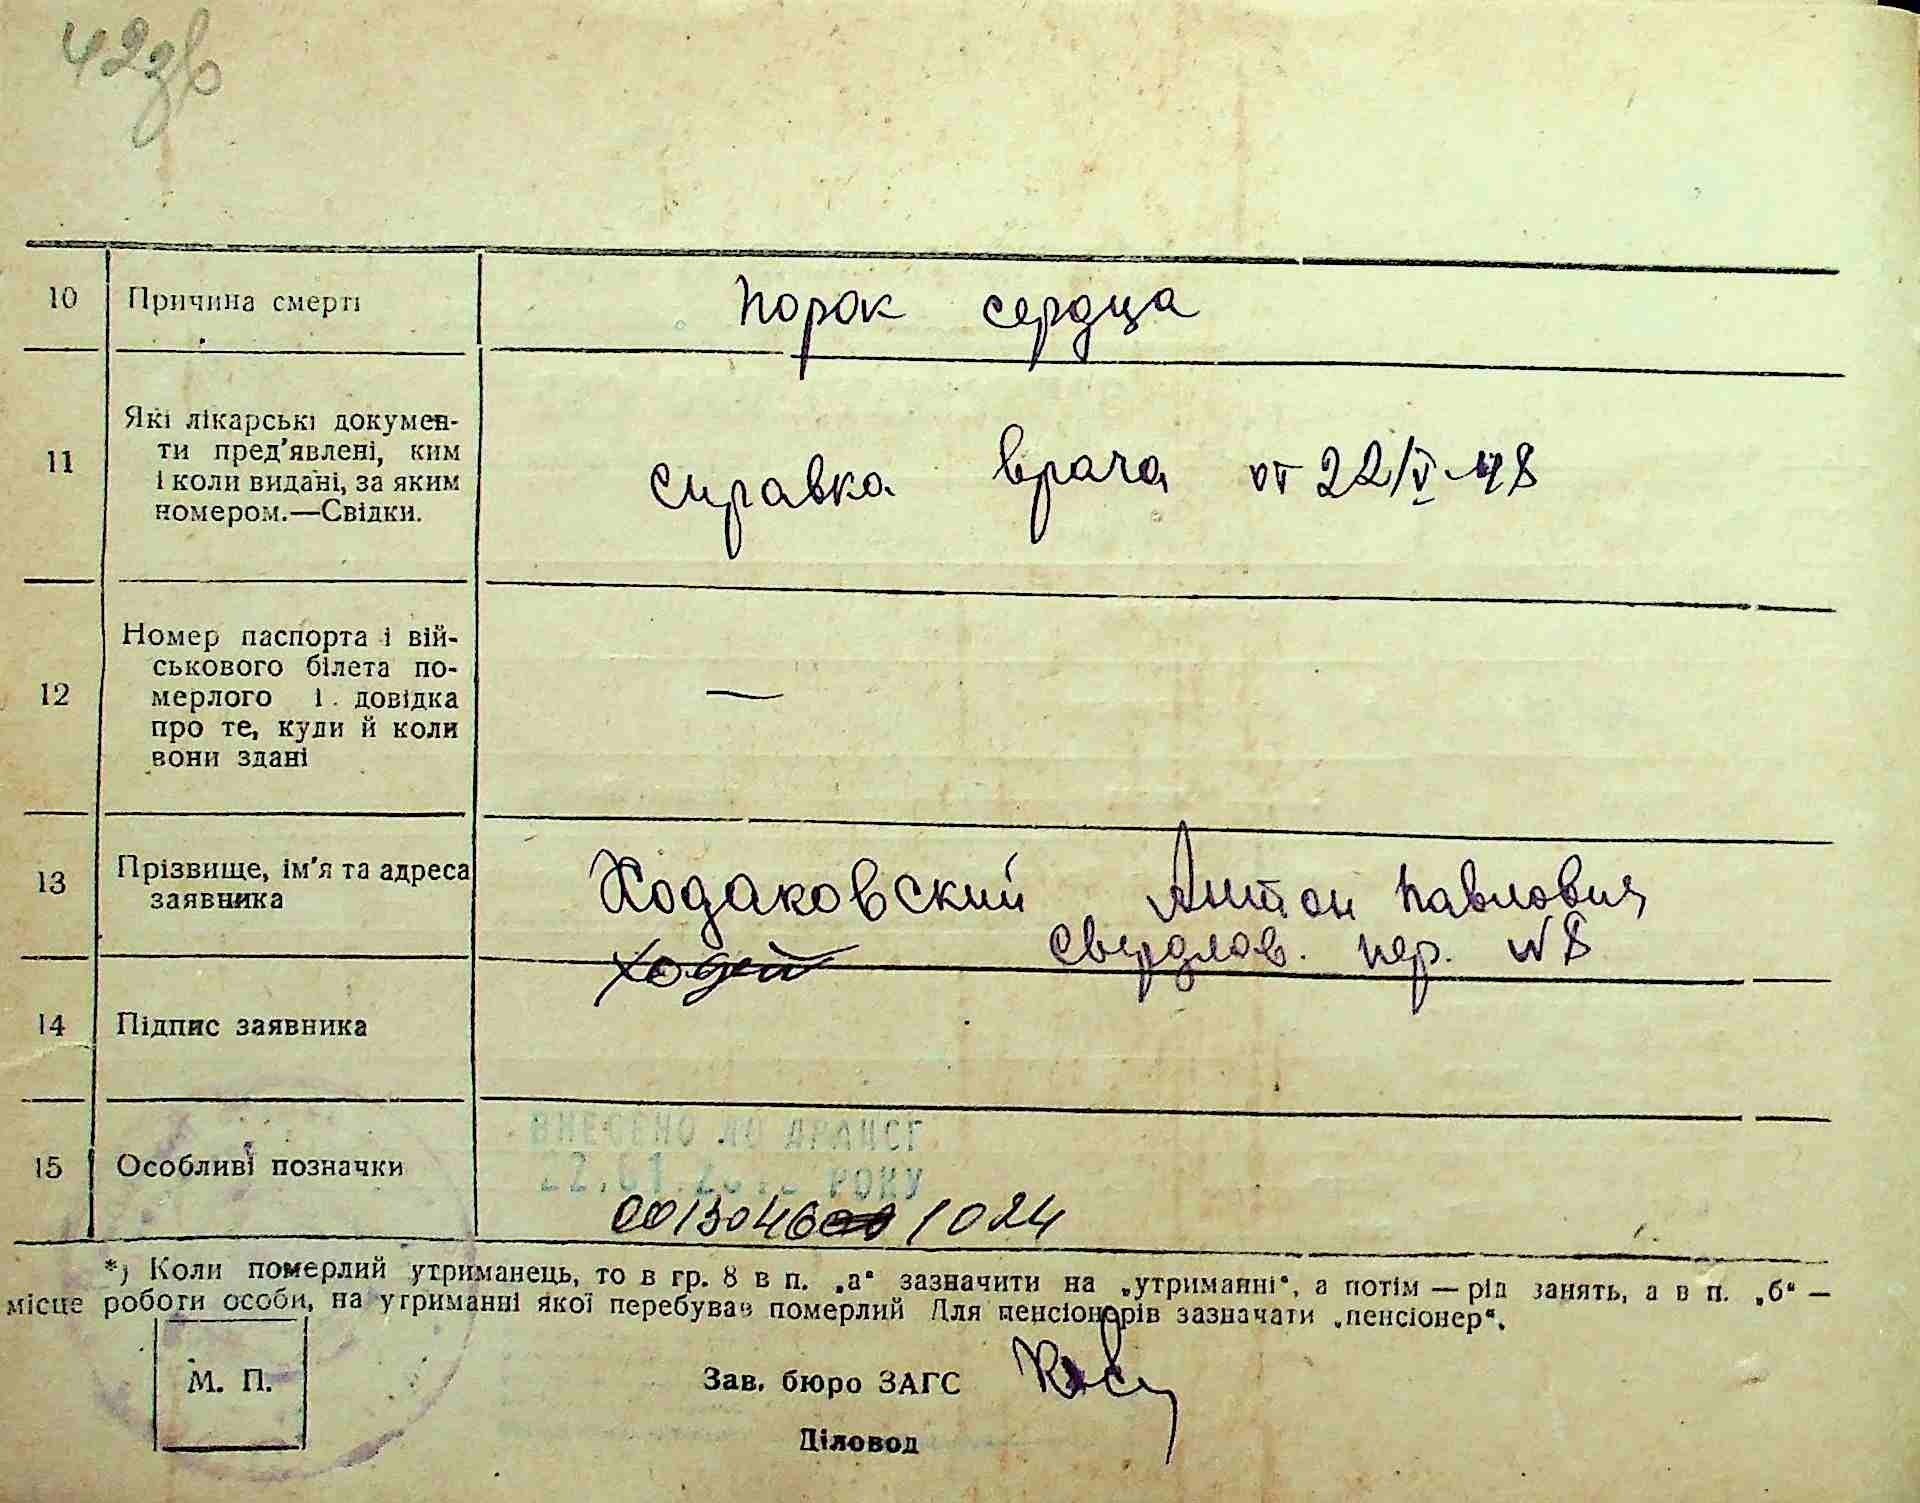 42зв
10 Причина смерті порок сердца
11 Які лікарські докумен-
ти пред'явлені, ким
і коли видані, за яким
номером.—Свідки.
справка врача от 22/V-48
12 Номер паспорта і вій-
ськового білета по-
мерлого і довідка
про те, куди й коли
вони здані
—
13 Прізвище, ім'я та адреса
заявника
Ходаковский Антон Павлович
Свердлов. пер. №8
14 Підпис заявника
15 Особливі позначки
ВНЕСЕНО ДО ДРАЦСГ
РОКУ
00130460 /1024
*) Коли померлий утриманець, то в гр. 8 в п. „а“ зазначити на „утриманні“, а потім — рід занять, а в п. „б“ —
місце роботи особи, на утриманні якої перебував померлий Для пенсіонерів зазначати „пенсіонер“.
М. П.
Зав. бюро ЗАГС
Діловод